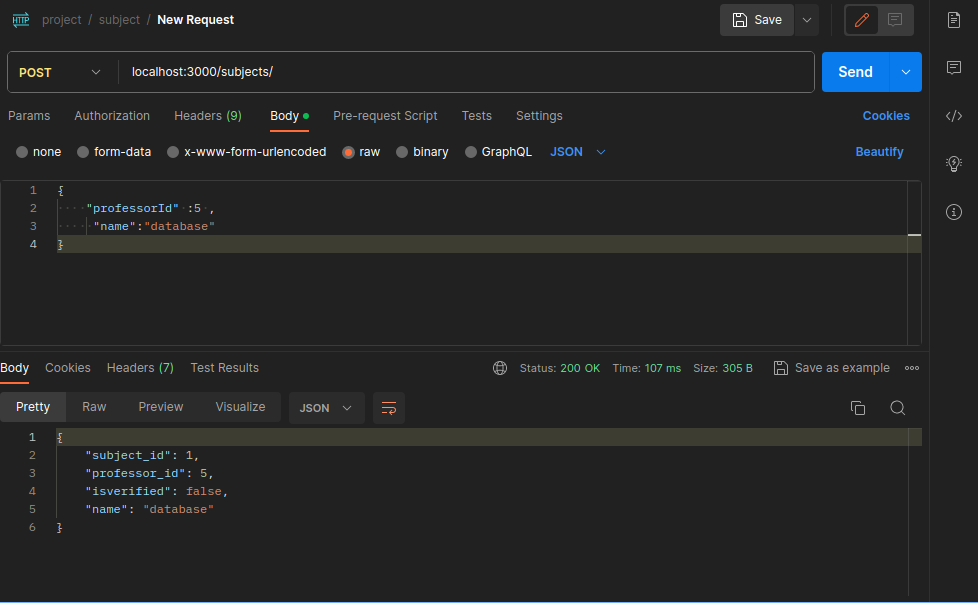 HTTP project / subject / New Request Save
POST localhost:3000/subjects/ Send
Params Authorization Headers (9) Body Pre-request Script Tests Settings Cookies
none form-data x-www-form-urlencoded raw binary GraphQL JSON Beautify
1 {
2 ····"professorId"·:5·,
3 ·····"name":"database"
4 }
Body Cookies Headers (7) Test Results Status: 200 OK Time: 107 ms Size: 305 B Save as example
Pretty Raw Preview Visualize JSON
1 {
2 "subject_id": 1,
3 "professor_id": 5,
4 "isverified": false,
5 "name": "database"
6 }